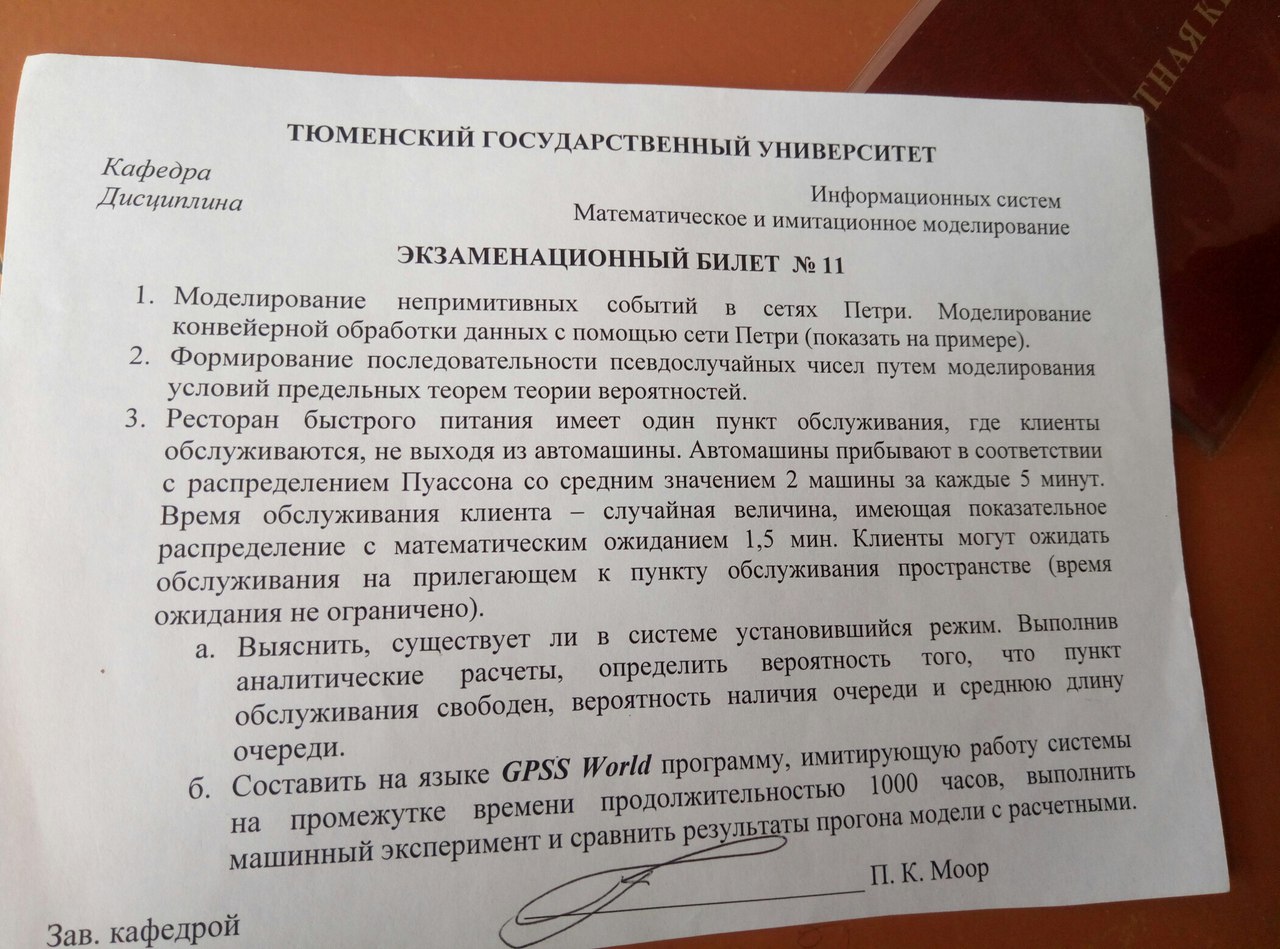 ТНАЯ КН
ТЮМЕНСКИЙ ГОСУДАРСТВЕННЫЙ УНИВЕРСИТЕТ
Кафедра
Информационных систем
Дисциплина
Математическое и имитационное моделирование
ЭКЗАМЕНАЦИОННЫЙ БИЛЕТ № 11
1. Моделирование непримитивных событий в сетях Петри. Моделирование
конвейерной обработки данных с помощью сети Петри (показать на примере).
2. Формирование последовательности псевдослучайных чисел путем моделирования
условий предельных теорем теории вероятностей.
3. Ресторан быстрого питания имеет один пункт обслуживания, где клиенты
обслуживаются, не выходя из автомашины. Автомашины прибывают в соответствии
с распределением Пуассона со средним значением 2 машины за каждые 5 минут.
Время обслуживания клиента – случайная величина, имеющая показательное
распределение с математическим ожиданием 1,5 мин. Клиенты могут ожидать
обслуживания на прилегающем к пункту обслуживания пространстве (время
ожидания не ограничено).
а. Выяснить, существует ли в системе установившийся режим. Выполнив
аналитические расчеты, определить вероятность того, что пункт
обслуживания свободен, вероятность наличия очереди и среднюю длину
очереди.
б. Составить на языке GPSS World программу, имитирующую работу системы
на промежутке времени продолжительностью 1000 часов, выполнить
машинный эксперимент и сравнить результаты прогона модели с расчетными.
П. К. Моор
Зав. кафедрой